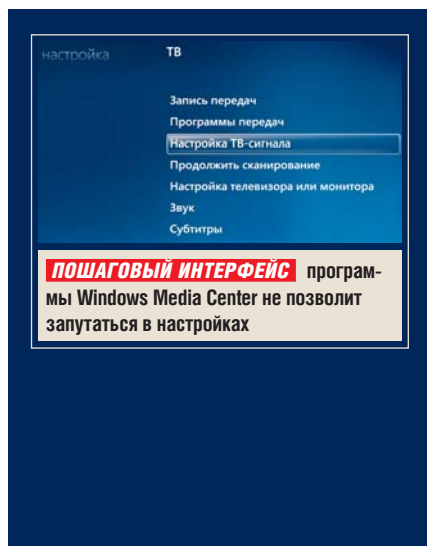 настройка
ТВ
Запись передач
Программы передач
Настройка ТВ-сигнала
Продолжить сканирование
Настройка телевизора или монитора
Звук
Субтитры
ПОШАГОВЫЙ ИНТЕРФЕЙС програм-
мы Windows Media Center не позволит
запутаться в настройках